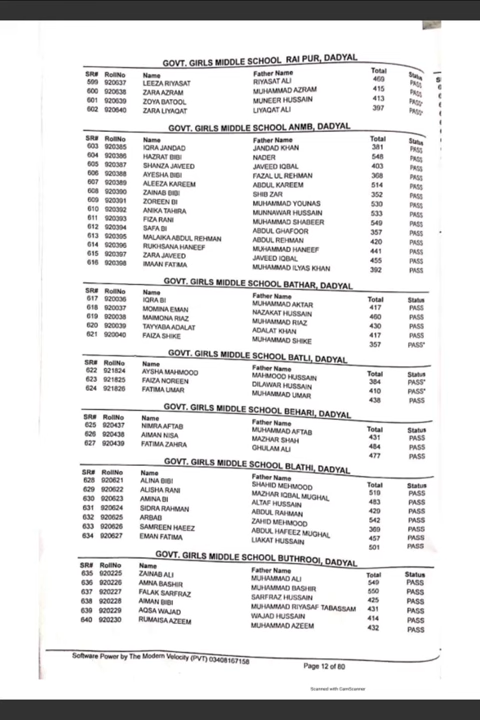 GOVT. GIRLS MIDDLE SCHOOL RAI PUR, DADYAL
SR# RollNo Name Father Name Total Status
599 920637 LEEZA RIYASAT RIYASAT ALI 469 PASS
600 920638 ZARA AZRAM MUHAMMAD AZRAM 415 PASS
601 920639 ZOYA BATOOL MUNEER HUSSAIN 413 PASS*
602 920640 ZARA LIYAQAT LIYAQAT ALI 397 PASS*
GOVT. GIRLS MIDDLE SCHOOL ANMB, DADYAL
SR# RollNo Name Father Name Total Status
603 920385 IQRA JANDAD JANDAD KHAN 381 PASS
604 920386 HAZRAT BIBI NADER 548 PASS
605 920387 SHANZA JAVEED JAVEED IQBAL 403 PASS
606 920388 AYESHA BIBI FAZAL UL REHMAN 368 PASS
607 920389 ALEEZA KAREEM ABDUL KAREEM 514 PASS
608 920390 ZAINAB BI SHIB ZAR 352 PASS
609 920391 ZOREEN BI MUHAMMAD YOUNAS 530 PASS
610 920392 ANIKA TAHIRA MUNNAWAR HUSSAIN 533 PASS
611 920393 FIZA RANI MUHAMMAD SHABEER 549 PASS
612 920394 SAFA BI ABDUL GHAFOOR 357 PASS
613 920395 MALAIKA ABDUL REHMAN ABDUL REHMAN 420 PASS
614 920396 RUKHSANA HANEEF MUHAMMAD HANEEF 441 PASS
615 920397 ZARA JAVEED JAVEED IQBAL 455 PASS
616 920398 IMAAN FATIMA MUHAMMAD ILYAS KHAN 392 PASS
GOVT. GIRLS MIDDLE SCHOOL BATHAR, DADYAL
SR# RollNo Name Father Name Total Status
617 920036 IQRA BI MUHAMMAD AKTAR 417 PASS
618 920037 MOMINA EMAN NAZAKAT HUSSAIN 460 PASS
619 920038 MAIMONA RIAZ MUHAMMAD RIAZ 430 PASS
620 920039 TAYYABA ADALAT ADALAT KHAN 417 PASS
621 920040 FAIZA SHIKE MUHAMMAD SHIKE 357 PASS*
GOVT. GIRLS MIDDLE SCHOOL BATLI, DADYAL
SR# RollNo Name Father Name Total Status
622 921824 AYSHA MAHMOOD MAHMOOD HUSSAIN 384 PASS*
623 921825 FAIZA NOREEN DILAWAR HUSSAIN 410 PASS*
624 921826 FATIMA UMAR MUHAMMAD UMAR 438 PASS
GOVT. GIRLS MIDDLE SCHOOL BEHARI, DADYAL
SR# RollNo Name Father Name Total Status
625 920437 NIMRA AFTAB MUHAMMAD AFTAB 431 PASS
626 920438 AIMAN NISA MAZHAR SHAH 484 PASS
627 920439 FATIMA ZAHRA GHULAM ALI 477 PASS
GOVT. GIRLS MIDDLE SCHOOL BLATHI, DADYAL
SR# RollNo Name Father Name Total Status
628 920621 ALINA BIBI SHAHID MEHMOOD 519 PASS
629 920622 ALISHA RANI MAZHAR IQBAL MUGHAL 483 PASS
630 920623 AMINA BI ALTAF HUSSAIN 429 PASS
631 920624 SIDRA RAHMAN ABDUL RAHMAN 542 PASS
632 920625 ARBAB ZAHID MEHMOOD 369 PASS
633 920626 SAMREEN HAEEZ ABDUL HAFEEZ MUGHAL 457 PASS
634 920627 EMAN FATIMA LIAKAT HUSSAIN 501 PASS
GOVT. GIRLS MIDDLE SCHOOL BUTHROOI, DADYAL
SR# RollNo Name Father Name Total Status
635 920225 ZAINAB ALI MUHAMMAD ALI 549 PASS
636 920226 AMNA BASHIR MUHAMMAD BASHIR 550 PASS
637 920227 FALAK SARFRAZ SARFRAZ HUSSAIN 425 PASS
638 920228 AIMAN BIBI MUHAMMAD RIYASAF TABASSAM 431 PASS
639 920229 AQSA WAJAD WAJAD HUSSAIN 414 PASS
640 920230 RUMAISA AZEEM MUHAMMAD AZEEM 432 PASS
Software Power by The Modern Velocity (PVT) 03408167158
Page 12 of 60
Scanned with CamScanner